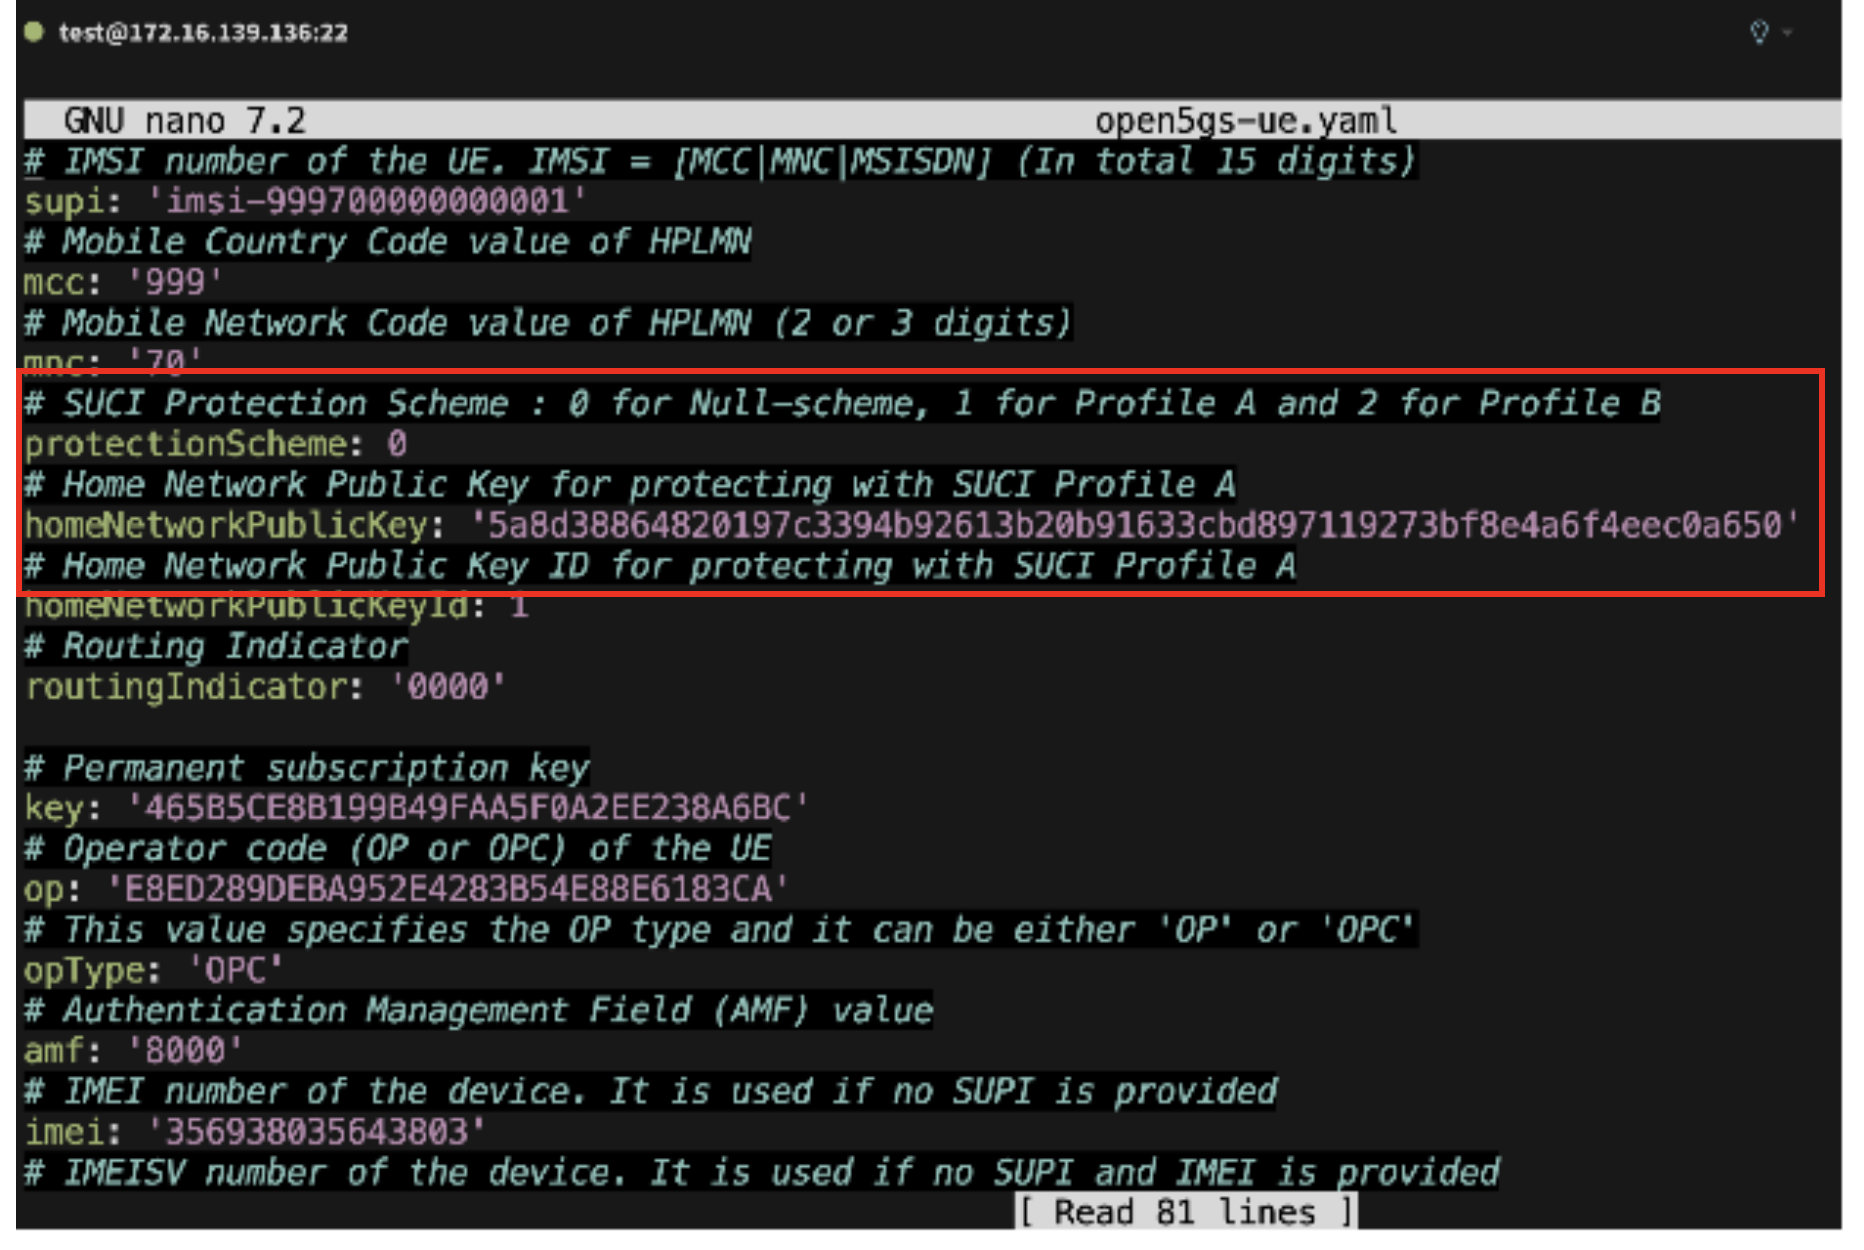 test@172.16.139.136:22
GNU nano 7.2 open5gs-ue.yaml
# IMSI number of the UE. IMSI = [MCC|MNC|MSISDN] (In total 15 digits)
supi: 'imsi-999700000000001'
# Mobile Country Code value of HPLMN
mcc: '999'
# Mobile Network Code value of HPLMN (2 or 3 digits)
mnc: '70'
# SUCI Protection Scheme : 0 for Null-scheme, 1 for Profile A and 2 for Profile B
protectionScheme: 0
# Home Network Public Key for protecting with SUCI Profile A
homeNetworkPublicKey: '5a8d38864820197c3394b92613b20b91633cbd897119273bf8e4a6f4eec0a650'
# Home Network Public Key ID for protecting with SUCI Profile A
homeNetworkPublicKeyId: 1
# Routing Indicator
routingIndicator: '0000'
# Permanent subscription key
key: '465B5CE8B199B49FAA5F0A2EE238A6BC'
# Operator code (OP or OPC) of the UE
op: 'E8ED289DEBA952E4283B54E88E6183CA'
# This value specifies the OP type and it can be either 'OP' or 'OPC'
opType: 'OPC'
# Authentication Management Field (AMF) value
amf: '8000'
# IMEI number of the device. It is used if no SUPI is provided
imei: '356938035643803'
# IMEISV number of the device. It is used if no SUPI and IMEI is provided
[ Read 81 lines ]